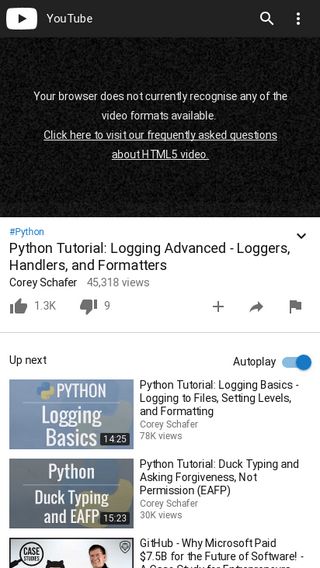 YouTube
Your browser does not currently recognise any of the
video formats available.
Click here to visit our frequently asked questions
about HTML5 video.
#Python
Python Tutorial: Logging Advanced - Loggers,
Handlers, and Formatters
Corey Schafer 45,318 views
1.3K 9
Up next
Autoplay
PYTHON
Logging
Basics
14:25
Python Tutorial: Logging Basics -
Logging to Files, Setting Levels,
and Formatting
Corey Schafer
78K views
Python
Duck Typing
and EAFP
15:23
Python Tutorial: Duck Typing and
Asking Forgiveness, Not
Permission (EAFP)
Corey Schafer
30K views
CASE
STUDIES
GitHub - Why Microsoft Paid
$7.5B for the Future of Software! -
A Case Study for Entrepreneurs